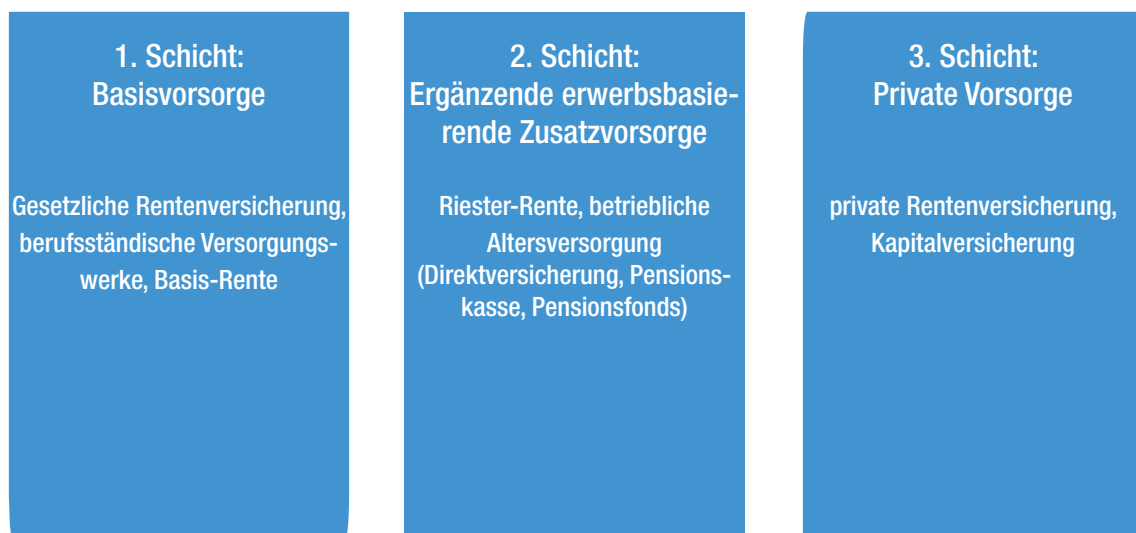 1. Schicht:
Basisvorsorge
Gesetzliche Rentenversicherung,
berufsständische Versorgungs-
werke, Basis-Rente
2. Schicht:
Ergänzende erwerbsbasie-
rende Zusatzvorsorge
Riester-Rente, betriebliche
Altersversorgung
(Direktversicherung, Pensions-
kasse, Pensionsfonds)
3. Schicht:
Private Vorsorge
private Rentenversicherung,
Kapitalversicherung